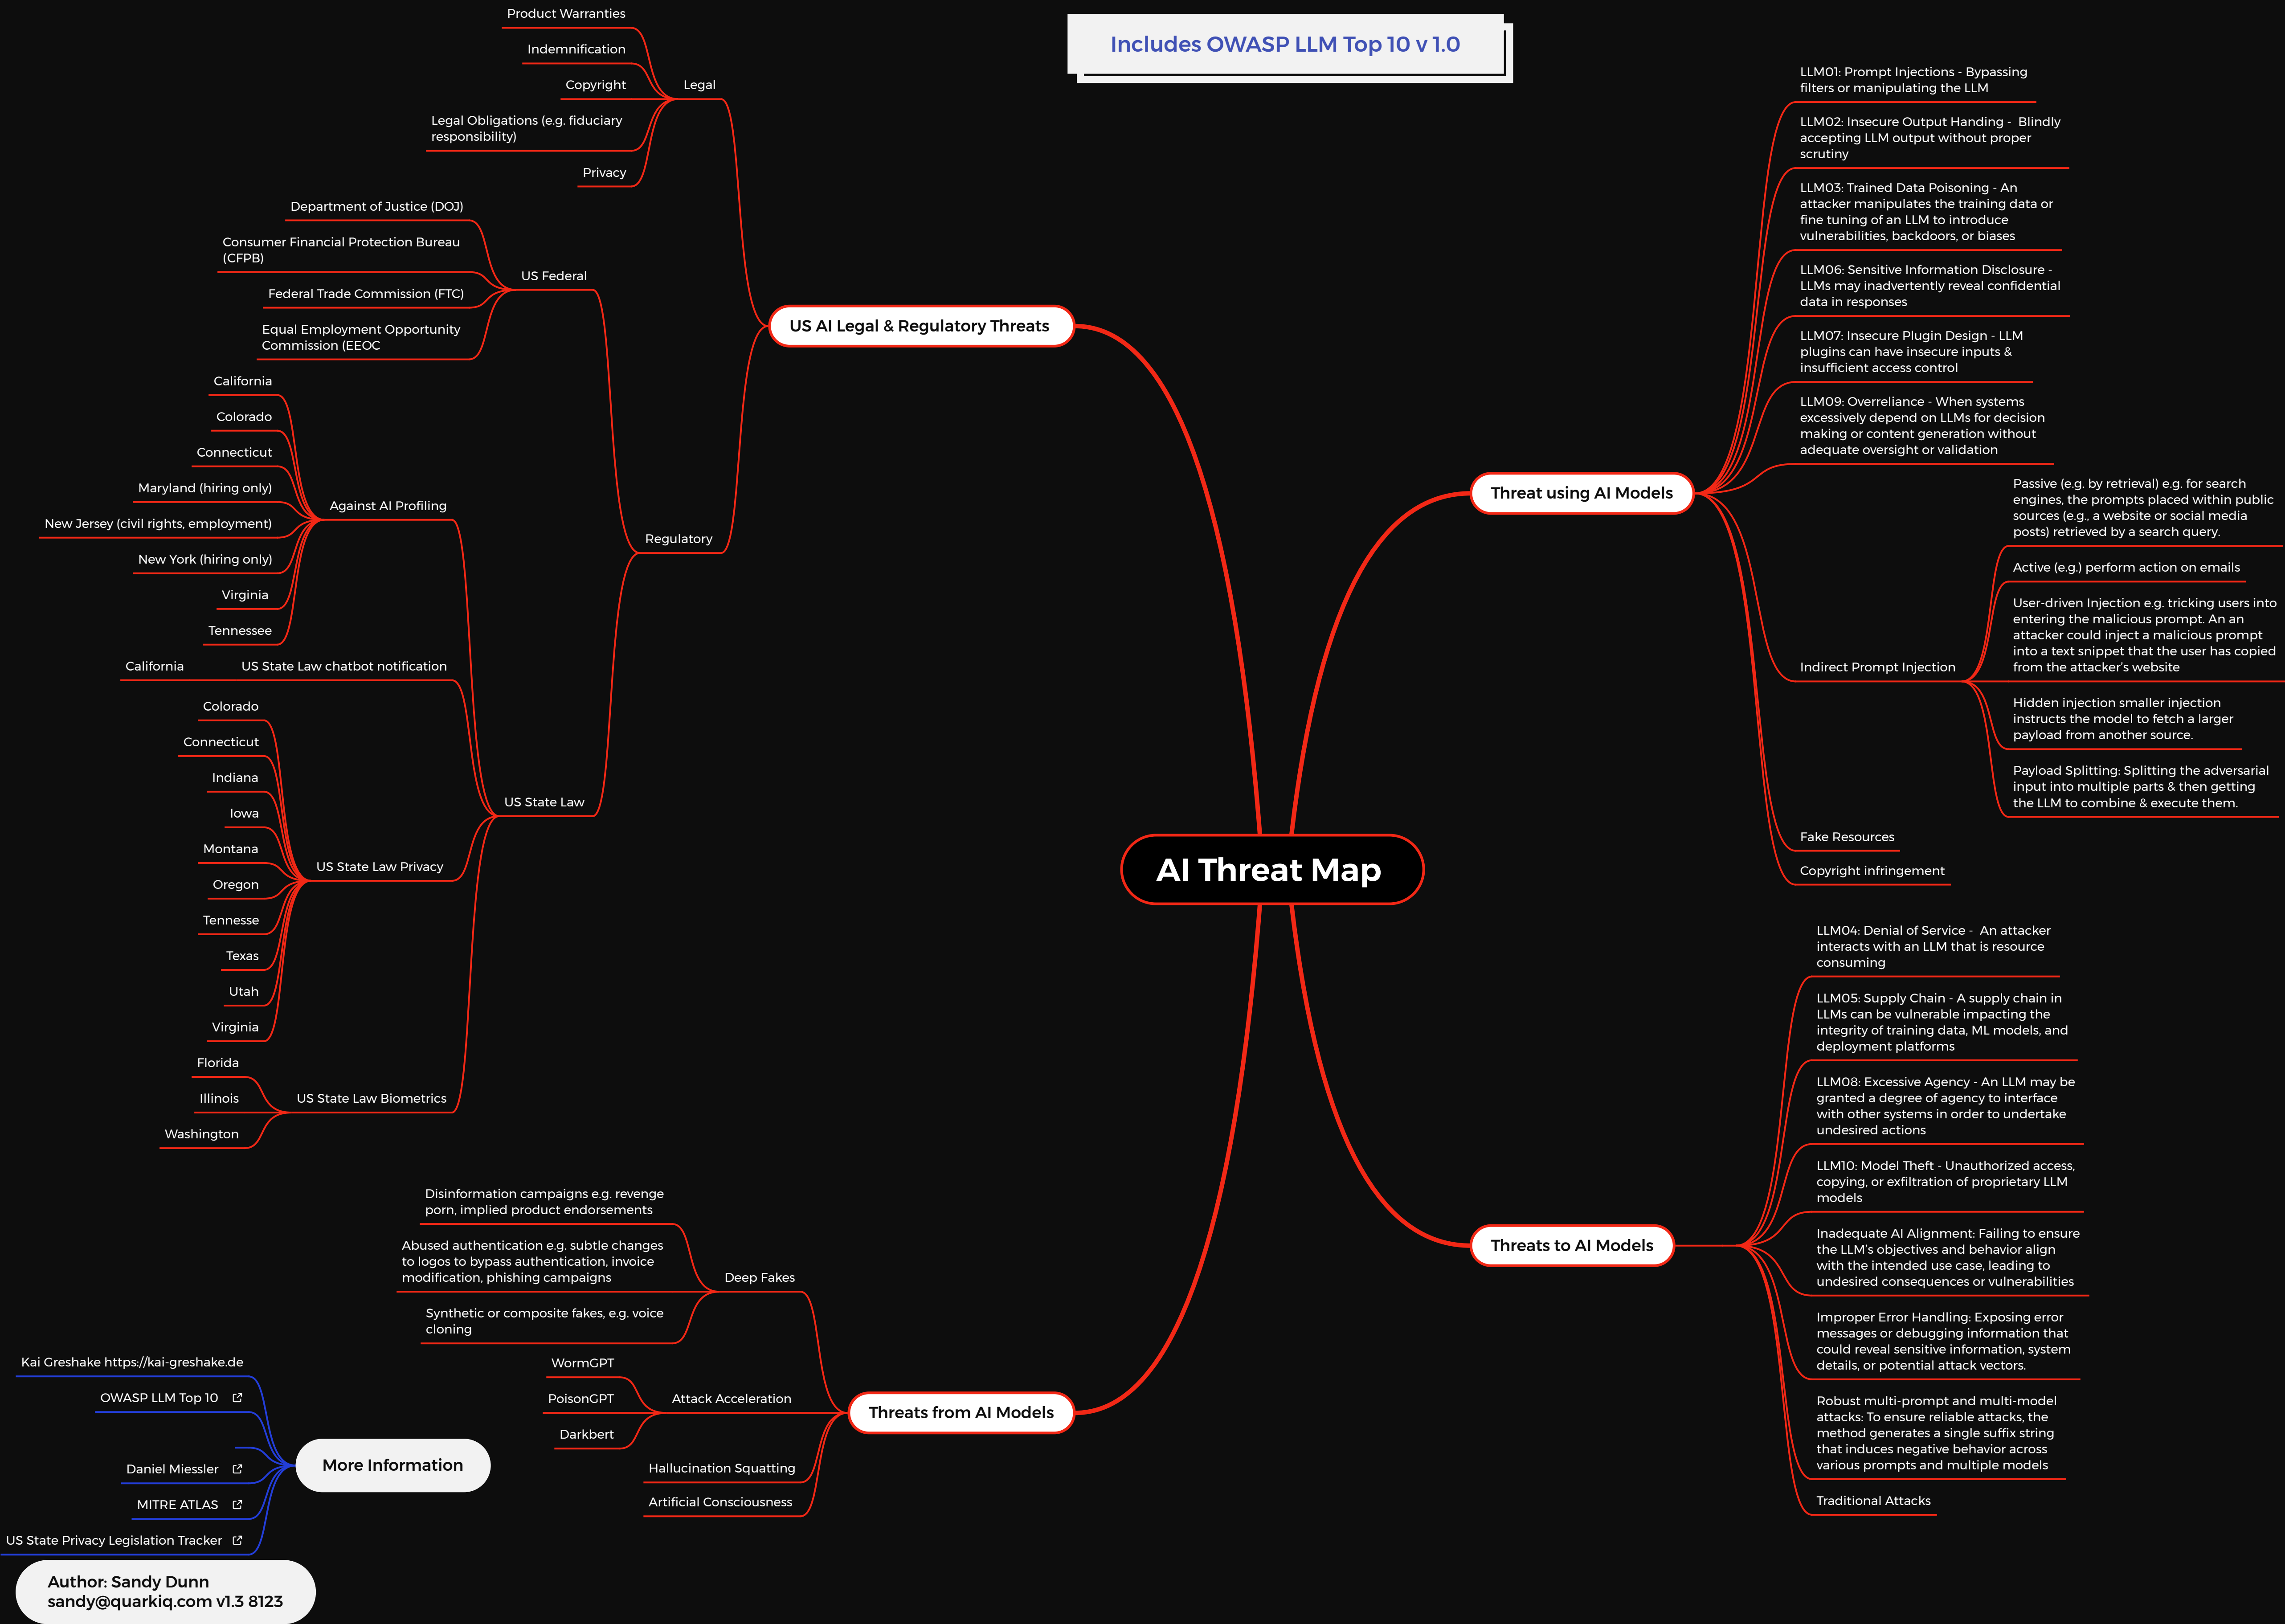 Includes OWASP LLM Top 10 v 1.0
AI Threat Map
US AI Legal & Regulatory Threats
Legal
Product Warranties
Indemnification
Copyright
Legal Obligations (e.g. fiduciary
responsibility)
Privacy
Regulatory
US Federal
Department of Justice (DOJ)
Consumer Financial Protection Bureau
(CFPB)
Federal Trade Commission (FTC)
Equal Employment Opportunity
Commission (EEOC
US State Law
Against AI Profiling
California
Colorado
Connecticut
Maryland (hiring only)
New Jersey (civil rights, employment)
New York (hiring only)
Virginia
Tennessee
US State Law chatbot notification
California
US State Law Privacy
Colorado
Connecticut
Indiana
Iowa
Montana
Oregon
Tennesse
Texas
Utah
Virginia
US State Law Biometrics
Florida
Illinois
Washington
Threat using AI Models
LLM01: Prompt Injections - Bypassing
filters or manipulating the LLM
LLM02: Insecure Output Handing -  Blindly
accepting LLM output without proper
scrutiny
LLM03: Trained Data Poisoning - An
attacker manipulates the training data or
fine tuning of an LLM to introduce
vulnerabilities, backdoors, or biases
LLM06: Sensitive Information Disclosure -
LLMs may inadvertently reveal confidential
data in responses
LLM07: Insecure Plugin Design - LLM
plugins can have insecure inputs &
insufficient access control
LLM09: Overreliance - When systems
excessively depend on LLMs for decision
making or content generation without
adequate oversight or validation
Indirect Prompt Injection
Passive (e.g. by retrieval) e.g. for search
engines, the prompts placed within public
sources (e.g., a website or social media
posts) retrieved by a search query.
Active (e.g.) perform action on emails
User-driven Injection e.g. tricking users into
entering the malicious prompt. An an
attacker could inject a malicious prompt
into a text snippet that the user has copied
from the attacker's website
Hidden injection smaller injection
instructs the model to fetch a larger
payload from another source.
Payload Splitting: Splitting the adversarial
input into multiple parts & then getting
the LLM to combine & execute them.
Fake Resources
Copyright infringement
Threats to AI Models
LLM04: Denial of Service -  An attacker
interacts with an LLM that is resource
consuming
LLM05: Supply Chain - A supply chain in
LLMs can be vulnerable impacting the
integrity of training data, ML models, and
deployment platforms
LLM08: Excessive Agency - An LLM may be
granted a degree of agency to interface
with other systems in order to undertake
undesired actions
LLM10: Model Theft - Unauthorized access,
copying, or exfiltration of proprietary LLM
models
Inadequate AI Alignment: Failing to ensure
the LLM's objectives and behavior align
with the intended use case, leading to
undesired consequences or vulnerabilities
Improper Error Handling: Exposing error
messages or debugging information that
could reveal sensitive information, system
details, or potential attack vectors.
Robust multi-prompt and multi-model
attacks: To ensure reliable attacks, the
method generates a single suffix string
that induces negative behavior across
various prompts and multiple models
Traditional Attacks
Threats from AI Models
Deep Fakes
Disinformation campaigns e.g. revenge
porn, implied product endorsements
Abused authentication e.g. subtle changes
to logos to bypass authentication, invoice
modification, phishing campaigns
Synthetic or composite fakes, e.g. voice
cloning
Attack Acceleration
WormGPT
PoisonGPT
Darkbert
Hallucination Squatting
Artificial Consciousness
More Information
Kai Greshake https://kai-greshake.de
OWASP LLM Top 10
Daniel Miessler
MITRE ATLAS
US State Privacy Legislation Tracker
Author: Sandy Dunn
sandy@quarkiq.com v1.3 8123